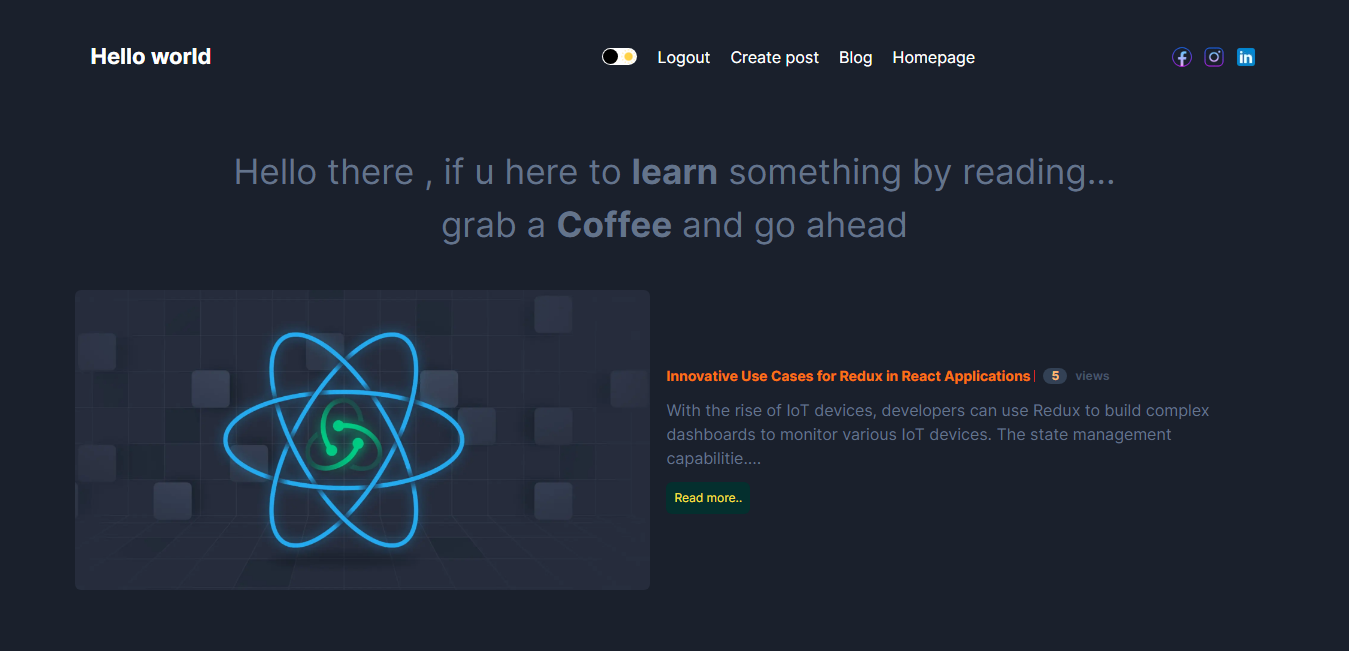 Hello world
Logout Create post Blog Homepage
Hello there , if u here to learn something by reading...
grab a Coffee and go ahead
Innovative Use Cases for Redux in React Applications | 5 views
With the rise of IoT devices, developers can use Redux to build complex
dashboards to monitor various IoT devices. The state management
capabilitie....
Read more..